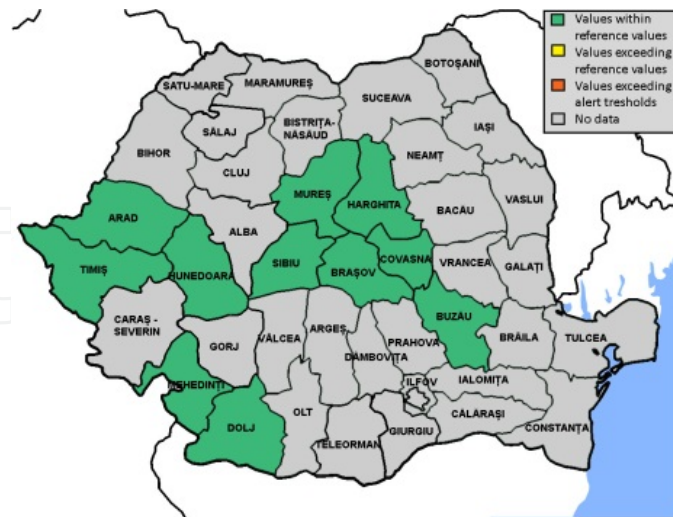 Values within
reference values
Values exceeding
reference values
Values exceeding
alert tresholds
No data
BOTOȘANI
SATU-MARE
MARAMUREȘ
SUCEAVA
SĂLAJ
BISTRIȚA-
NĂSĂUD
IAȘI
BIHOR
CLUJ
NEAMȚ
MUREȘ
HARGHITA
BACĂU
VASLUI
ARAD
ALBA
TIMIȘ
HUNEDOARA
SIBIU
BRAȘOV
COVASNA
VRANCEA
GALAȚI
CARAȘ -
SEVERIN
GORJ
VÂLCEA
ARGEȘ
DÂMBOVIȚA
PRAHOVA
BUZĂU
BRĂILA
TULCEA
MEHEDINȚI
DOLJ
OLT
TELEORMAN
GIURGIU
ILFOV
IALOMIȚA
CĂLĂRAȘI
CONSTANȚA